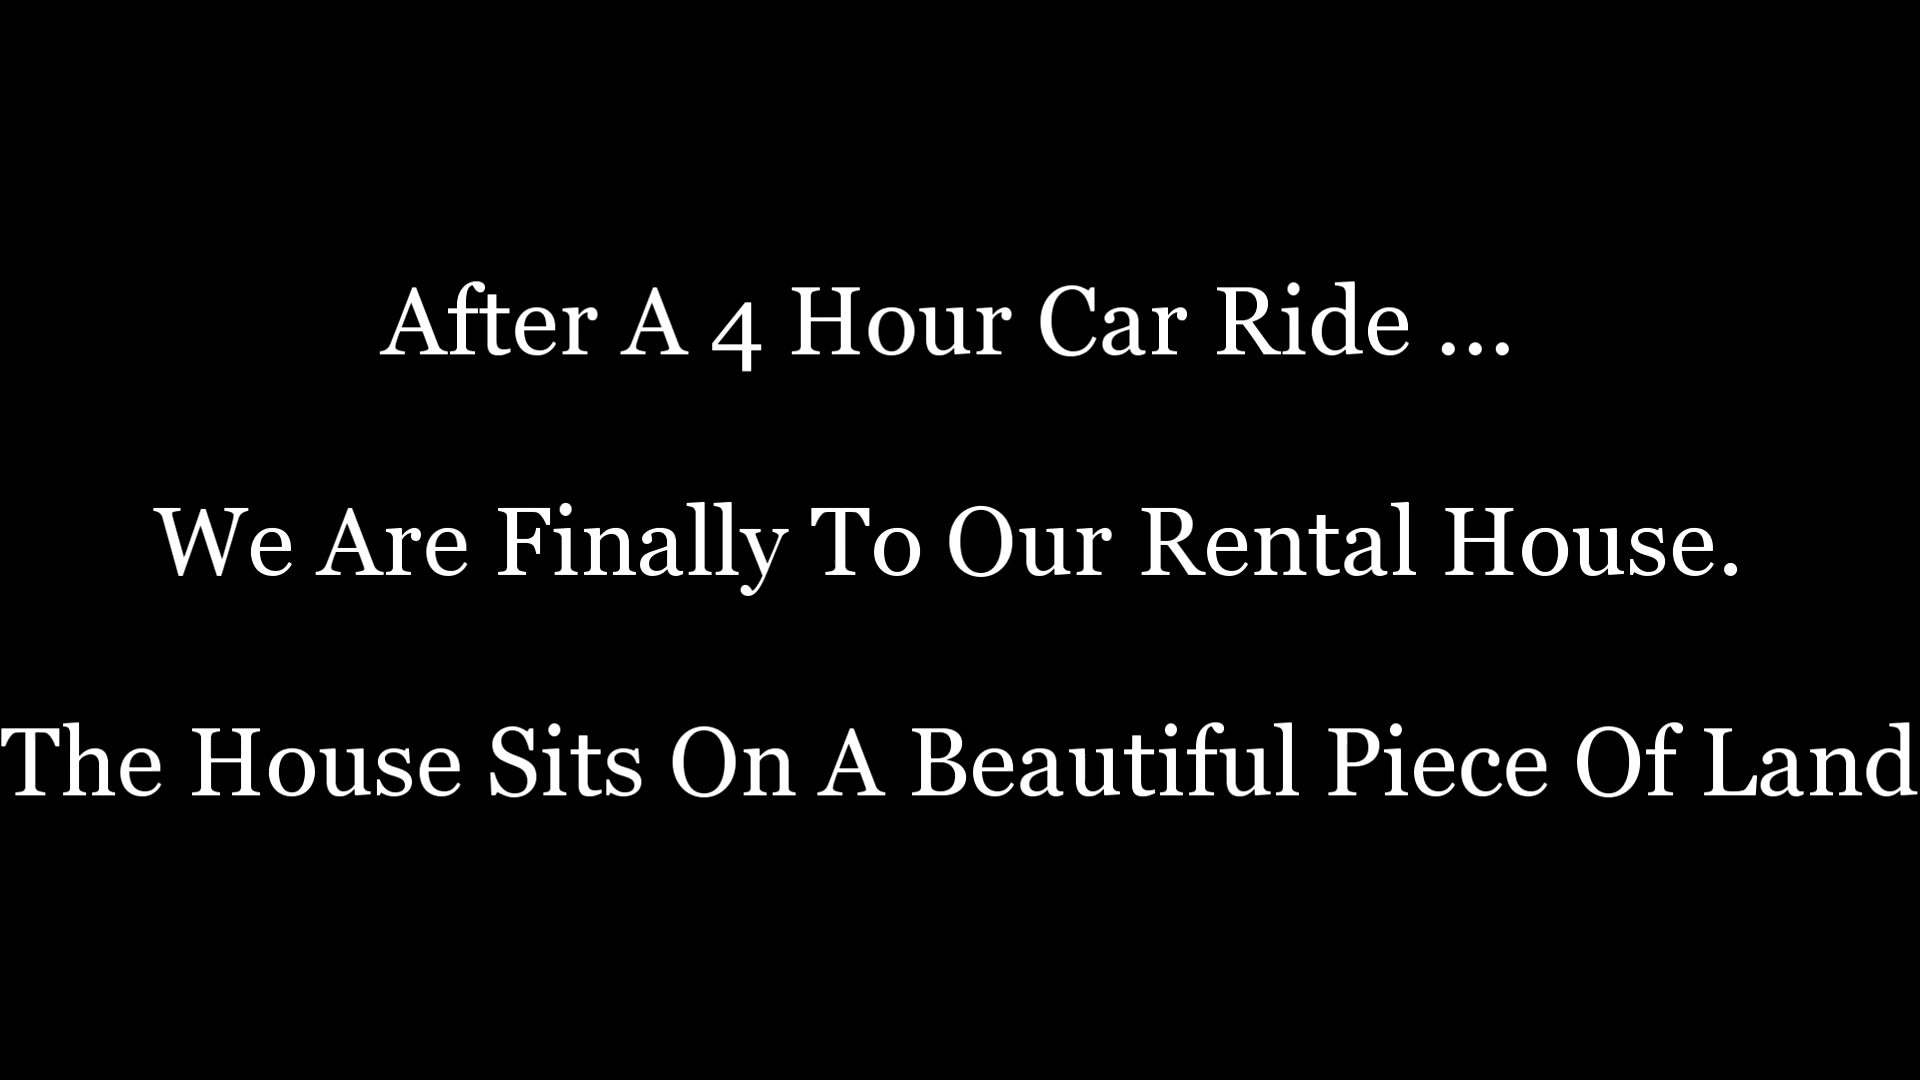 After A 4 Hour Car Ride ...
We Are Finally To Our Rental House.
The House Sits On A Beautiful Piece Of Land